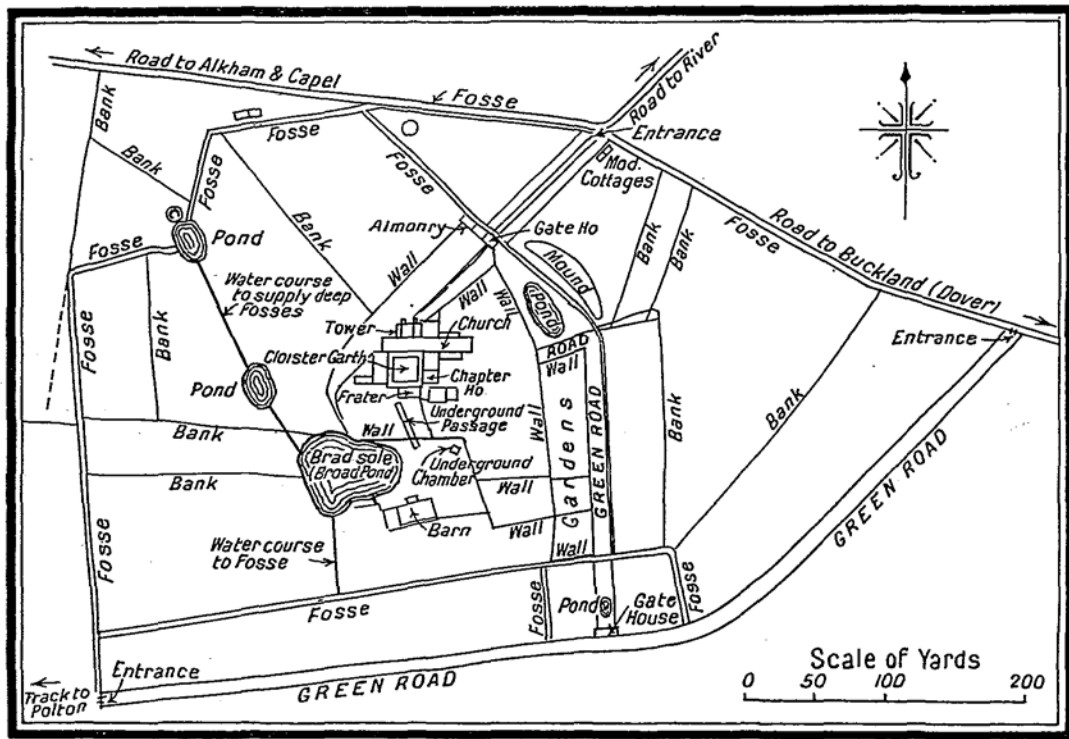 Road to Alkham & Capel
Fosse
Road to River
Entrance
Bank
Fosse
Bank
Fosse
Fosse
B Mod.
Cottages
Almonry
Gate Ho
Fosse
Pond
Bank
Wall
Mound
Bank
Bank
Fosse
Road to Buckland (Dover)
Water course
to supply deep
Fosses
Wall
Wall
Pond
Entrance
Tower
Church
ROAD
Wall
Fosse
Bank
Cloister Garth
Chapter
Ho
Pond
Frater
Underground
Passage
Wall
Gardens
GREEN ROAD
Bank
Bank
Bank
Wall
Brad sole
(Broad Pond)
Underground
Chamber
Bank
Wall
GREEN ROAD
Barn
Wall
Water course
to Fosse
Wall
Fosse
Fosse
Fosse
Pond
Gate
House
Fosse
Entrance
Track to
Polton
GREEN ROAD
Scale of Yards
0 50 100 200